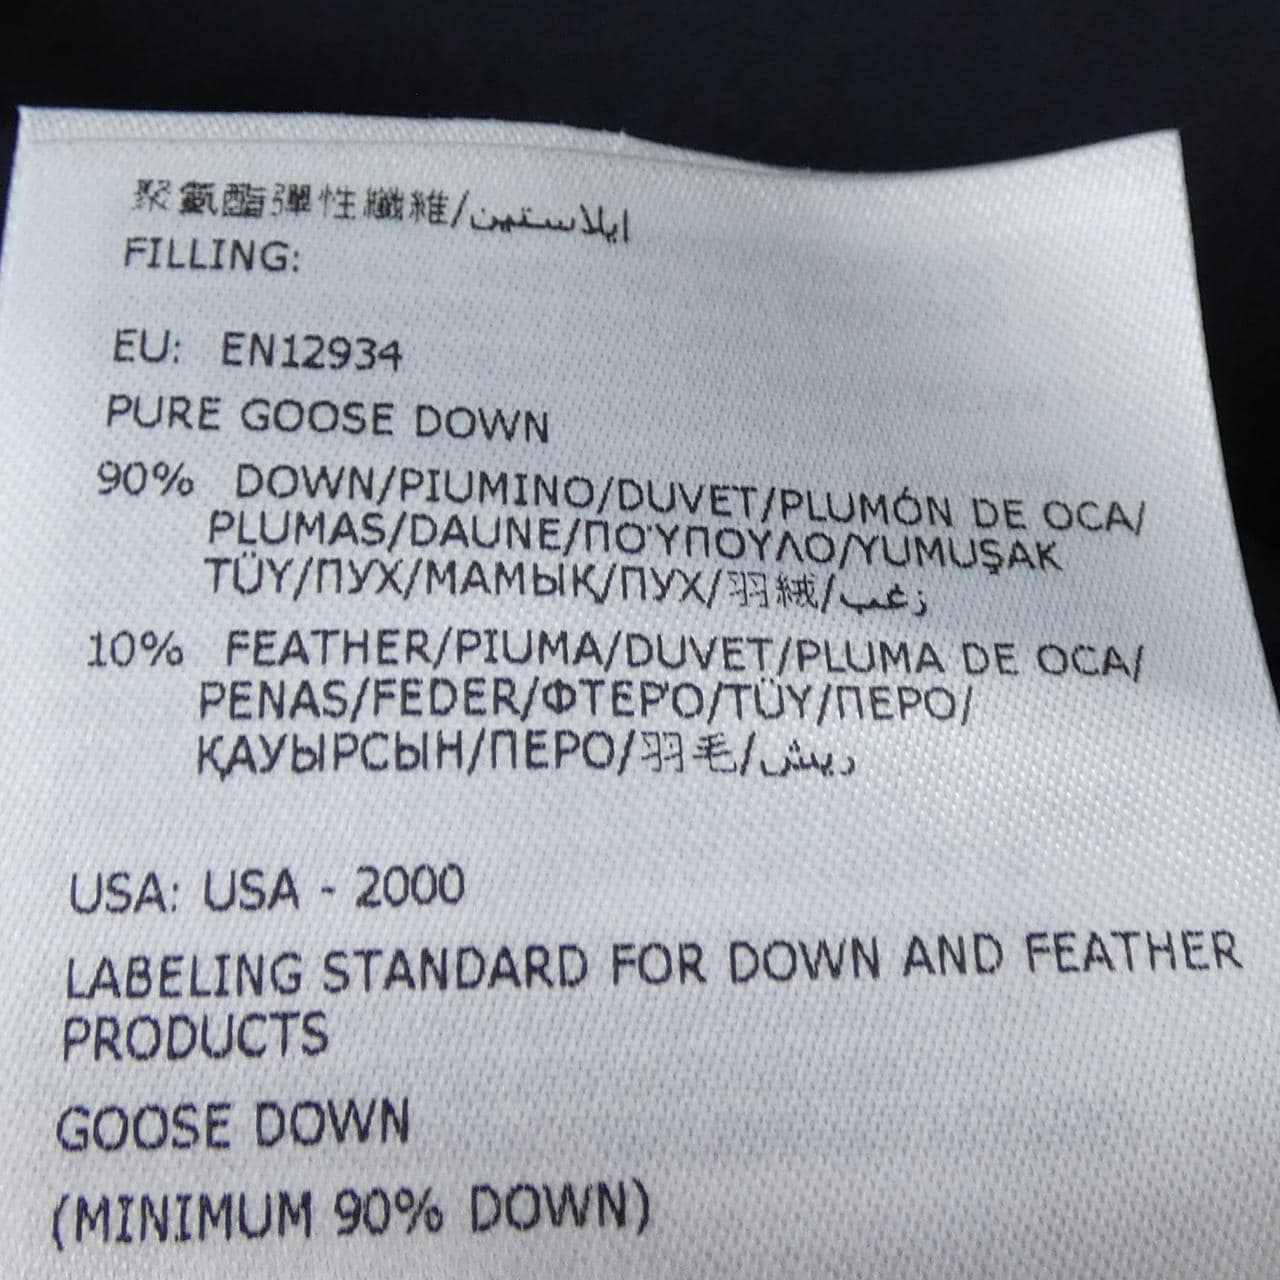 聚氨酯彈性纖維/ايلاستين
FILLING:
EU: EN12934
PURE GOOSE DOWN
90% DOWN/PIUMINO/DUVET/PLUMÓN DE OCA/
PLUMAS/DAUNE/ΠΟΎΠΟΥΛΟ/YUMUŞAK
TÜY/ПУХ/МАМЫҚ/ПУХ/羽絨/زغب
10% FEATHER/PIUMA/DUVET/PLUMA DE OCA/
PENAS/FEDER/ΦΤΕΡΌ/TÜY/ПЕРО/
ҚАУЫРСЫН/ПЕРО/羽毛/ريش
USA: USA - 2000
LABELING STANDARD FOR DOWN AND FEATHER
PRODUCTS
GOOSE DOWN
(MINIMUM 90% DOWN)